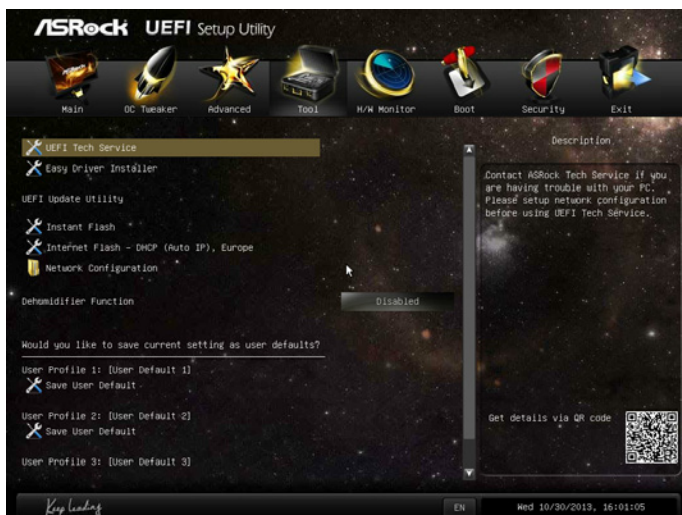 ASRock UEFI Setup Utility
Main OC Tweaker Advanced Tool H/W Monitor Boot Security Exit
UEFI Tech Service
Easy Driver Installer
UEFI Update Utility
Instant Flash
Internet Flash - DHCP (Auto IP), Europe
Network Configuration
Dehumidifier Function Disabled
Would you like to save current setting as user defaults?
User Profile 1: [User Default 1]
Save User Default
User Profile 2: [User Default 2]
Save User Default
User Profile 3: [User Default 3]
Description
Contact ASRock Tech Service if you
are having trouble with your PC.
Please setup network configuration
before using UEFI Tech Service.
Get details via QR code
Keep Leading
EN
Wed 10/30/2013, 16:01:05